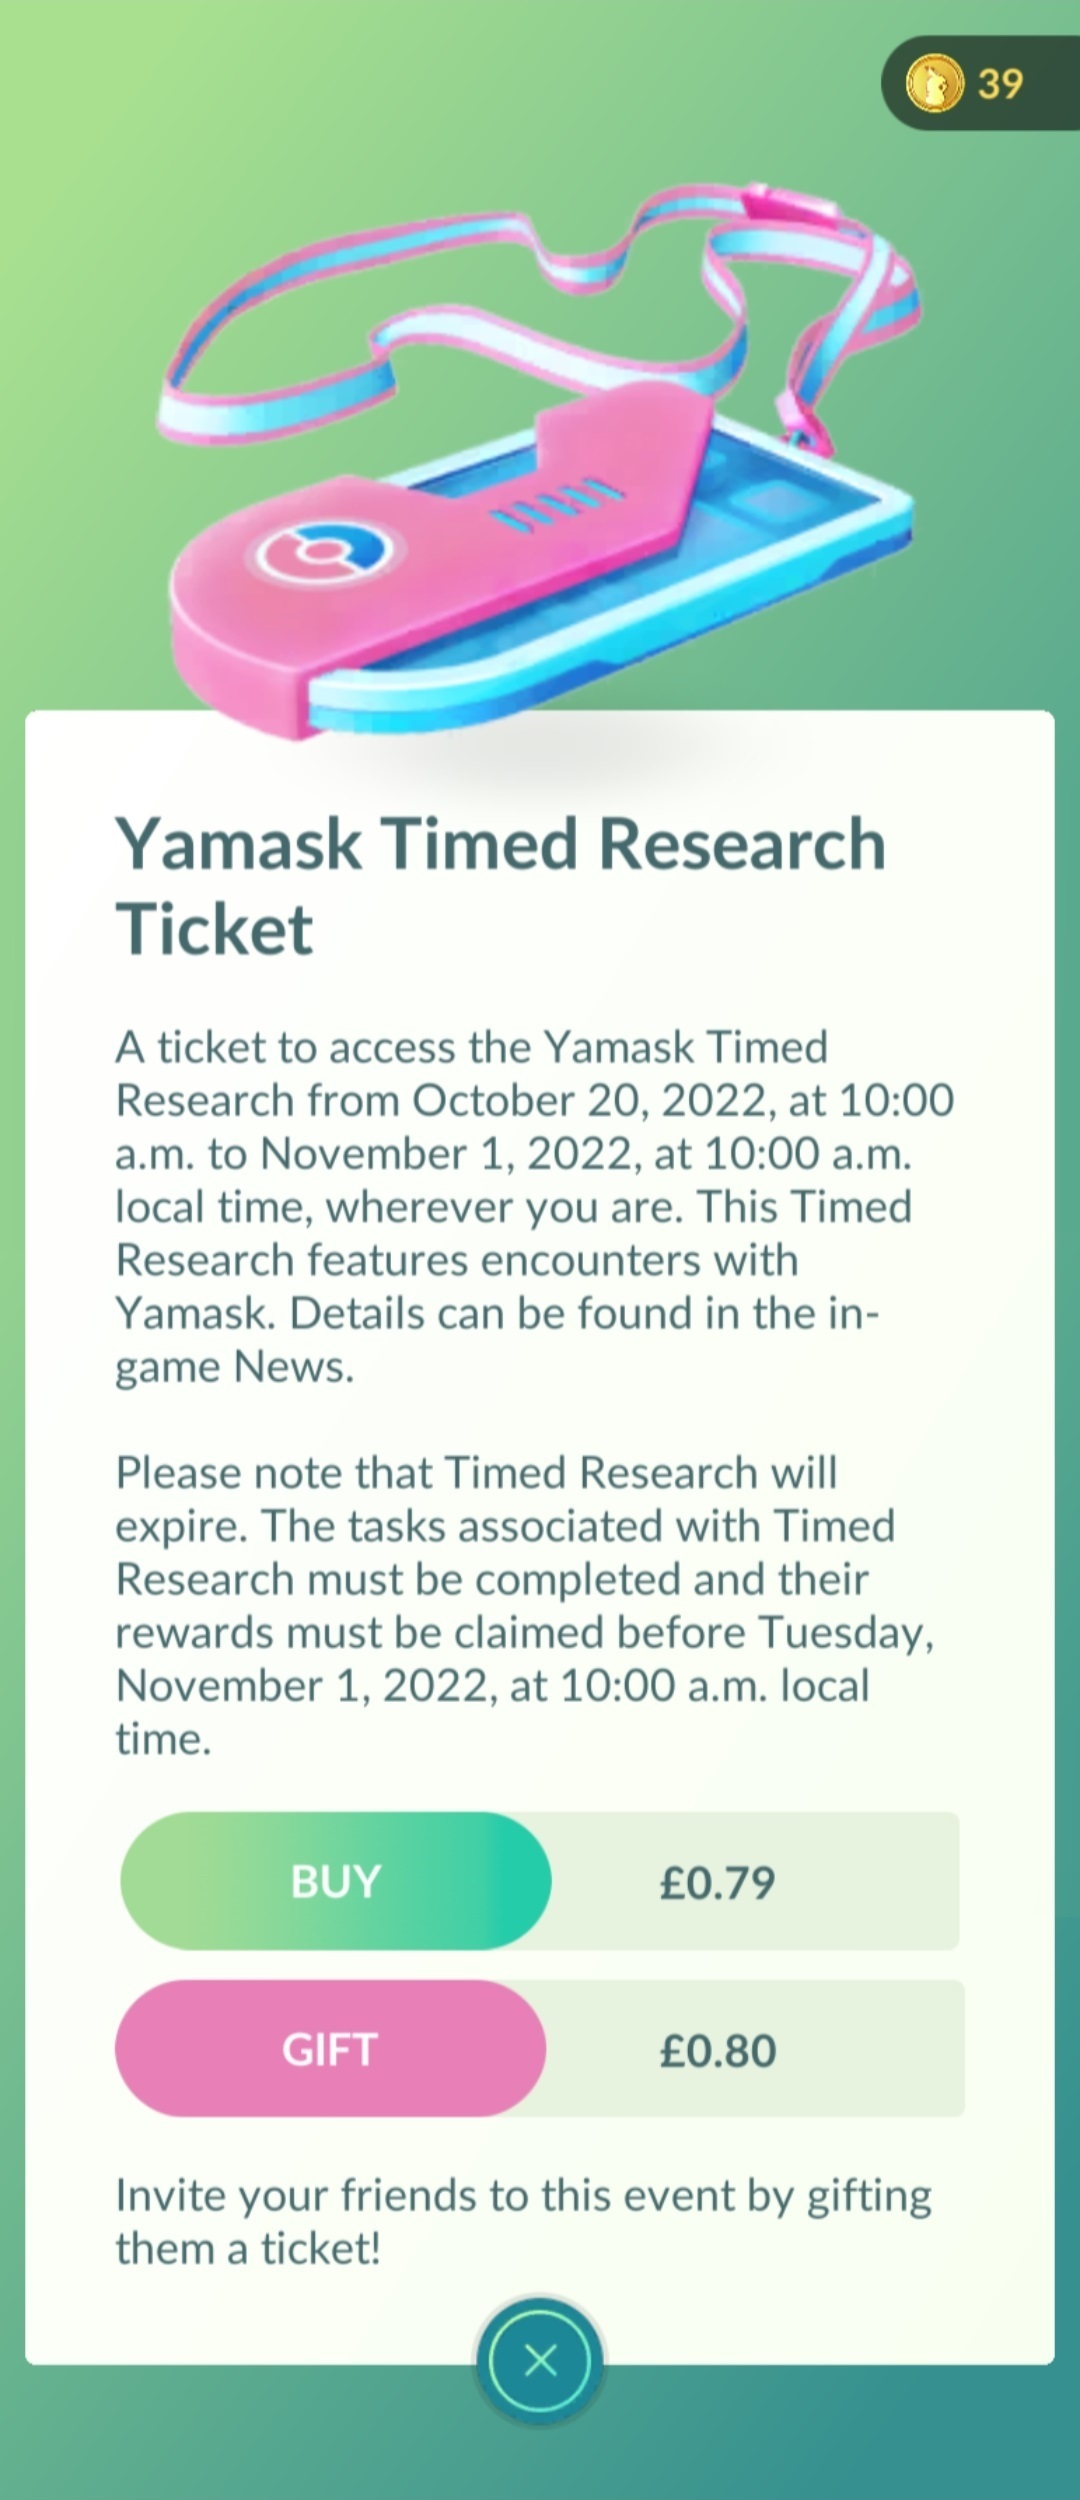 39
Yamask Timed Research
Ticket
A ticket to access the Yamask Timed
Research from October 20, 2022, at 10:00
a.m. to November 1, 2022, at 10:00 a.m.
local time, wherever you are. This Timed
Research features encounters with
Yamask. Details can be found in the in-
game News.
Please note that Timed Research will
expire. The tasks associated with Timed
Research must be completed and their
rewards must be claimed before Tuesday,
November 1, 2022, at 10:00 a.m. local
time.
BUY £0.79
GIFT £0.80
Invite your friends to this event by gifting
them a ticket!